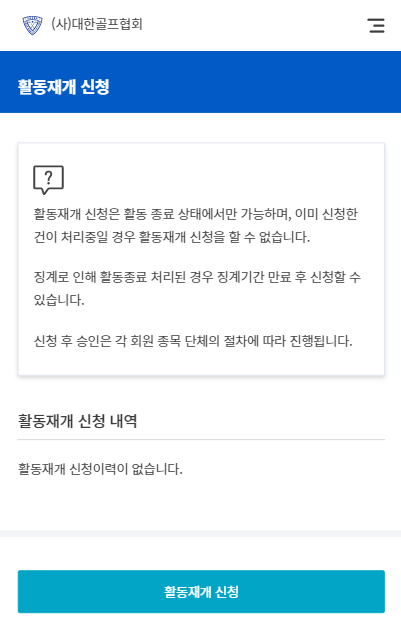 (사)대한골프협회
활동재개 신청
활동재개 신청은 활동 종료 상태에서만 가능하며, 이미 신청한
건이 처리중일 경우 활동재개 신청을 할 수 없습니다.
징계로 인해 활동종료 처리된 경우 징계기간 만료 후 신청할 수
있습니다.
신청 후 승인은 각 회원 종목 단체의 절차에 따라 진행됩니다.
활동재개 신청 내역
활동재개 신청이력이 없습니다.
활동재개 신청